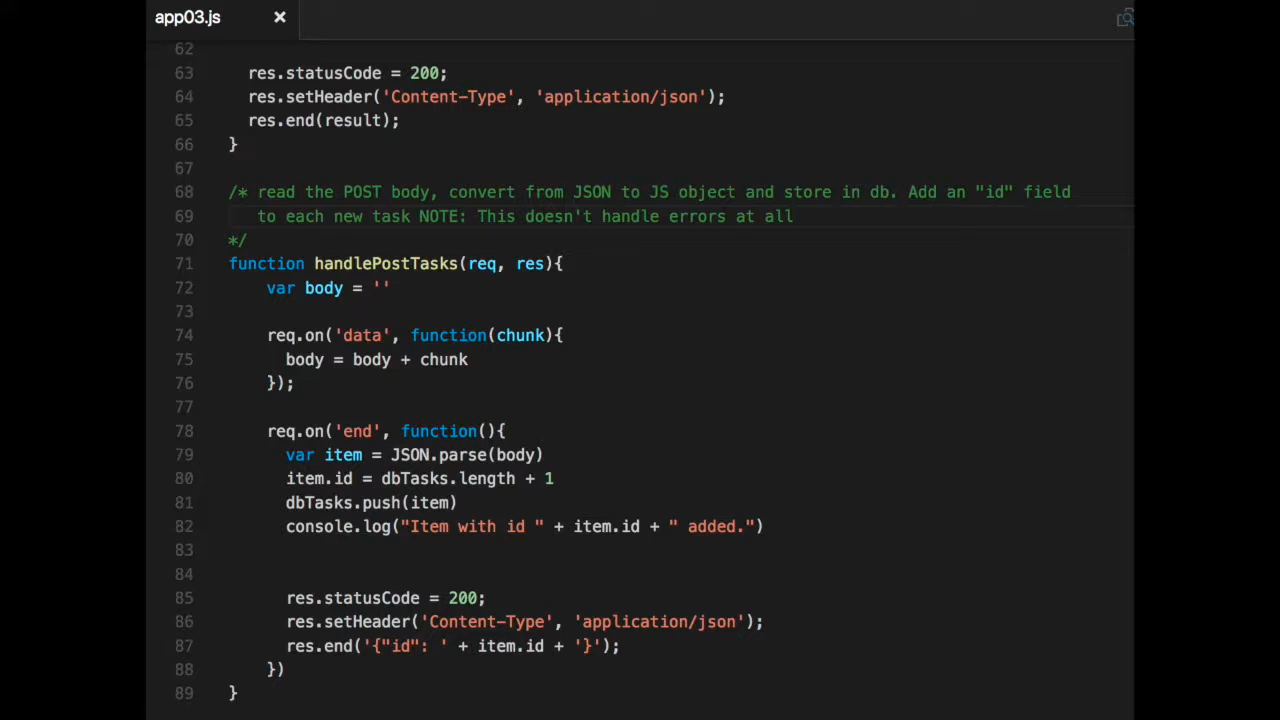 app03.js ×
62
63 res.statusCode = 200;
64 res.setHeader('Content-Type', 'application/json');
65 res.end(result);
66 }
67
68 /* read the POST body, convert from JSON to JS object and store in db. Add an "id" field
69 to each new task NOTE: This doesn't handle errors at all
70 */
71 function handlePostTasks(req, res){
72 var body = ''
73
74 req.on('data', function(chunk){
75 body = body + chunk
76 });
77
78 req.on('end', function(){
79 var item = JSON.parse(body)
80 item.id = dbTasks.length + 1
81 dbTasks.push(item)
82 console.log("Item with id " + item.id + " added.")
83
84
85 res.statusCode = 200;
86 res.setHeader('Content-Type', 'application/json');
87 res.end('{"id": ' + item.id + '}');
88 })
89 }